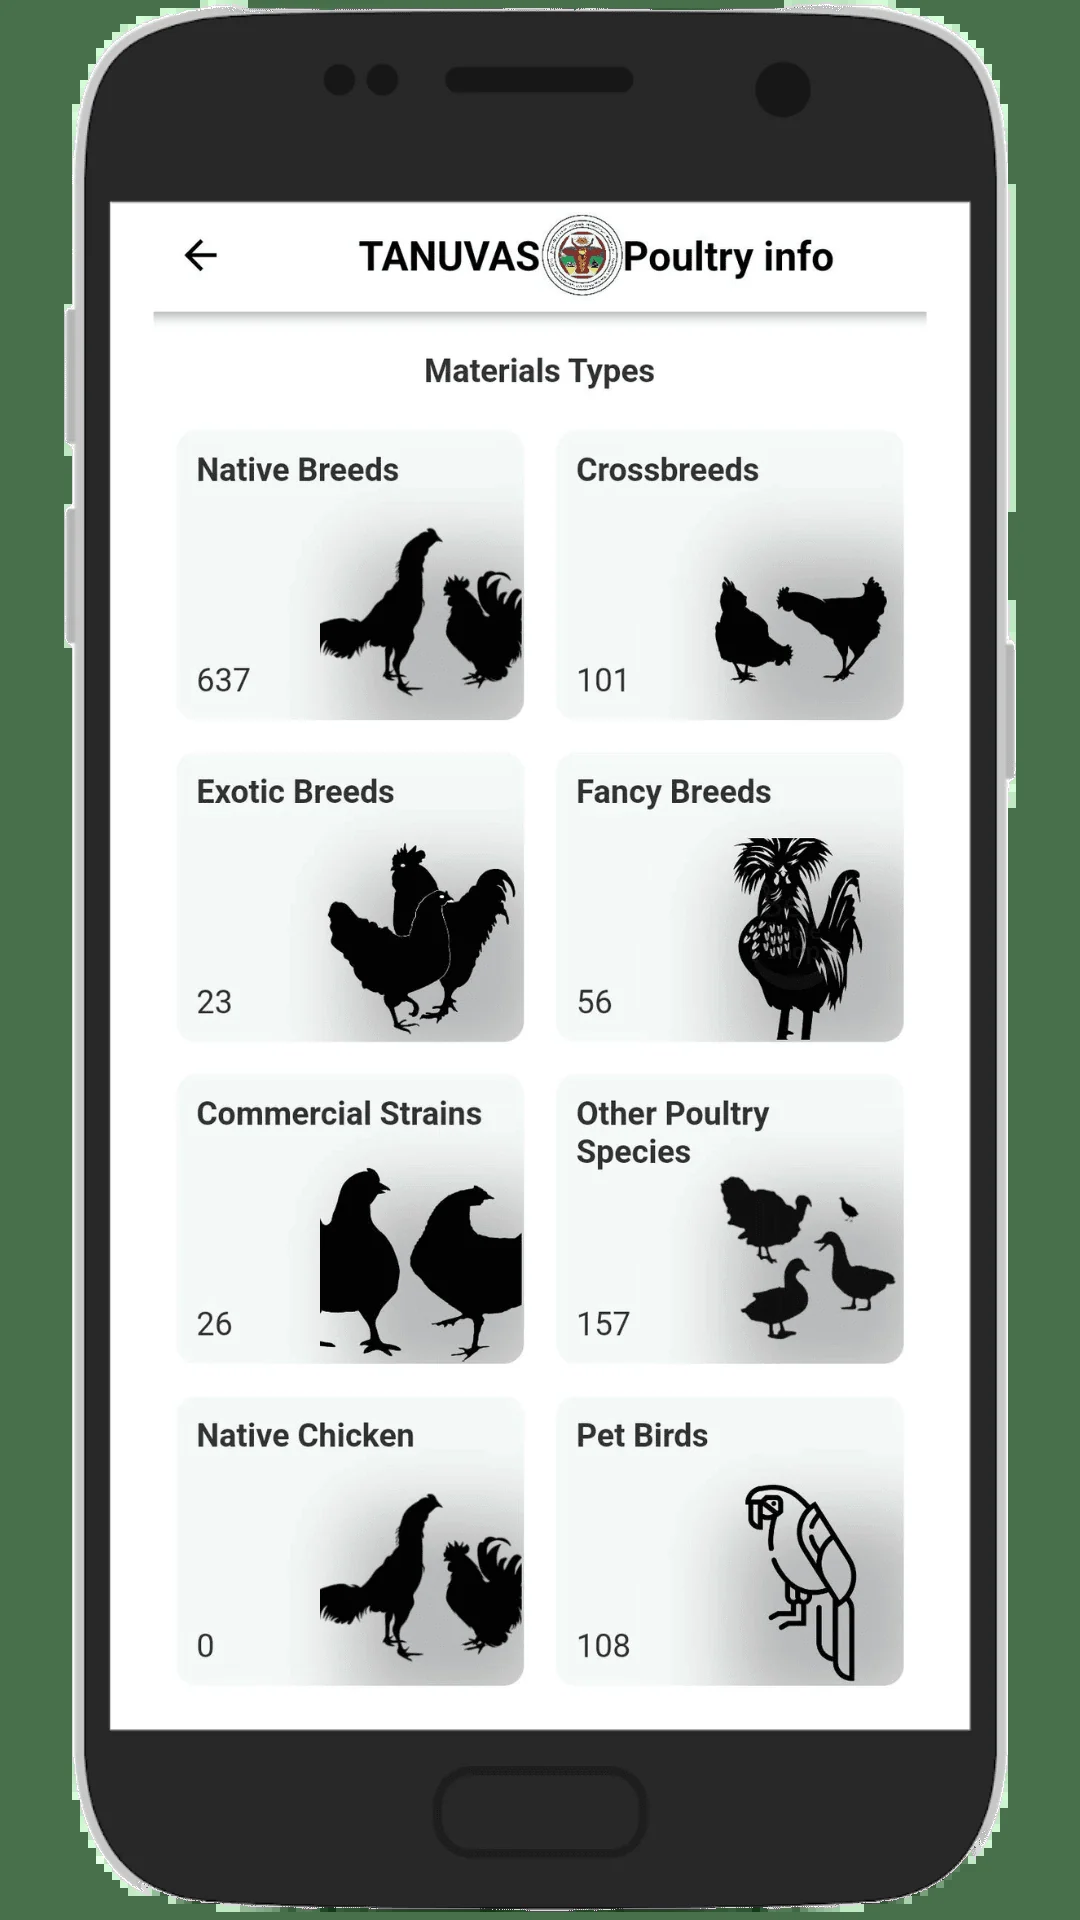 TANUVAS Poultry info
Materials Types
Native Breeds
637
Crossbreeds
101
Exotic Breeds
23
Fancy Breeds
56
Commercial Strains
26
Other Poultry
Species
157
Native Chicken
0
Pet Birds
108